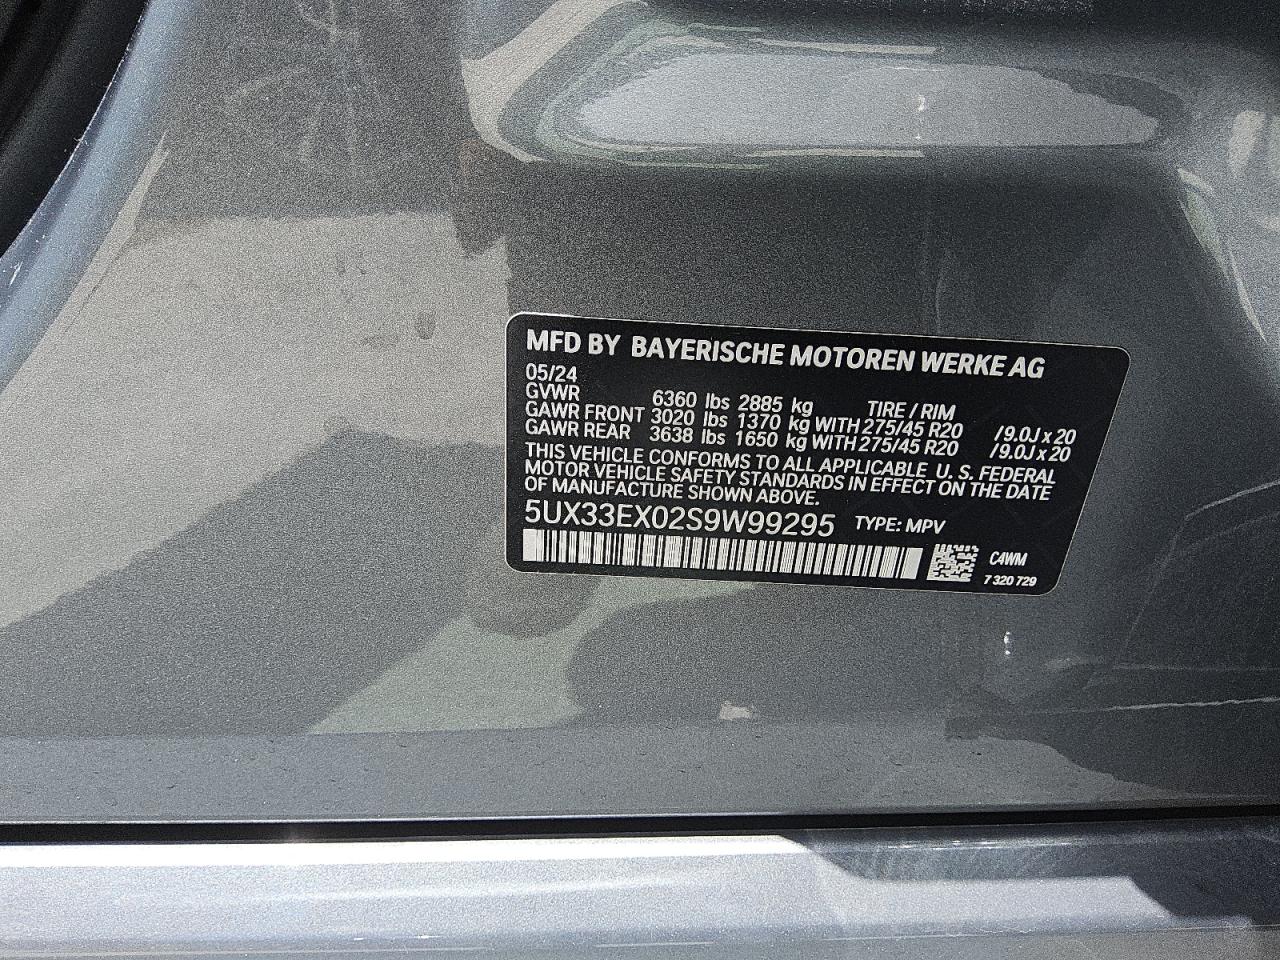 MFD BY BAYERISCHE MOTOREN WERKE AG
05/24
GVWR 6360 lbs 2885 kg TIRE / RIM
GAWR FRONT 3020 lbs 1370 kg WITH 275/45 R20 / 9.0J x 20
GAWR REAR 3638 lbs 1650 kg WITH 275/45 R20 / 9.0J x 20
THIS VEHICLE CONFORMS TO ALL APPLICABLE U. S. FEDERAL
MOTOR VEHICLE SAFETY STANDARDS IN EFFECT ON THE DATE
OF MANUFACTURE SHOWN ABOVE.
5UX33EX02S9W99295 TYPE: MPV
C4WM
7 320 729